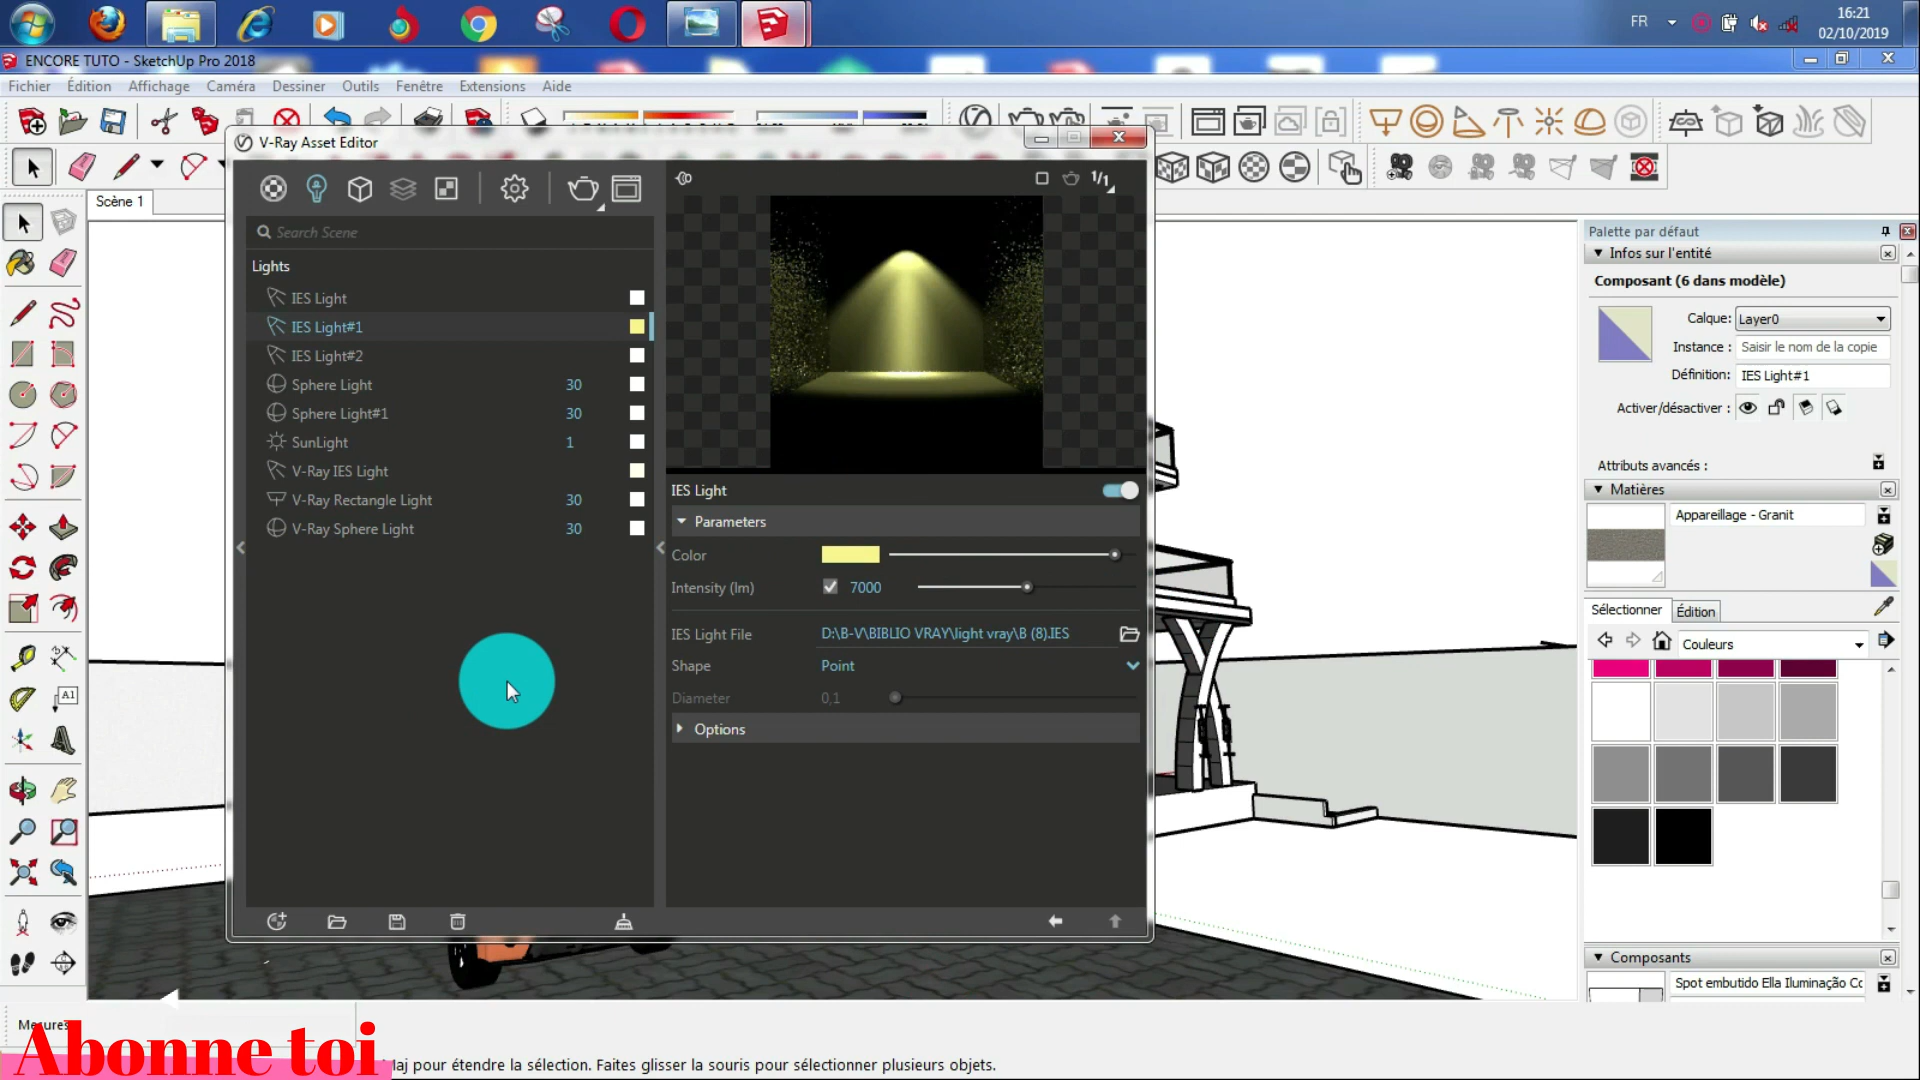 FR
16:21
02/10/2019
ENCORE TUTO - SketchUp Pro 2018
Fichier Édition Affichage Caméra Dessiner Outils Fenêtre Extensions Aide
V-Ray Asset Editor
Scène 1
1/1
Search Scene
Lights
IES Light
IES Light#1
IES Light#2
Sphere Light 30
Sphere Light#1 30
SunLight 1
V-Ray IES Light
V-Ray Rectangle Light 30
V-Ray Sphere Light 30
IES Light
Parameters
Color
Intensity (lm) 7000
IES Light File D:\B-V\BIBLIO VRAY\light vray\B (8).IES
Shape Point
Diameter 0,1
Options
Palette par défaut
Infos sur l'entité
Composant (6 dans modèle)
Calque: Layer0
Instance : Saisir le nom de la copie
Définition: IES Light#1
Activer/désactiver :
Attributs avancés :
Matières
Appareillage - Granit
Sélectionner Édition
Couleurs
Composants
Spot embutido Ella Iluminação Cc
A1
Mesures
Abonne toi
Maj pour étendre la sélection. Faites glisser la souris pour sélectionner plusieurs objets.